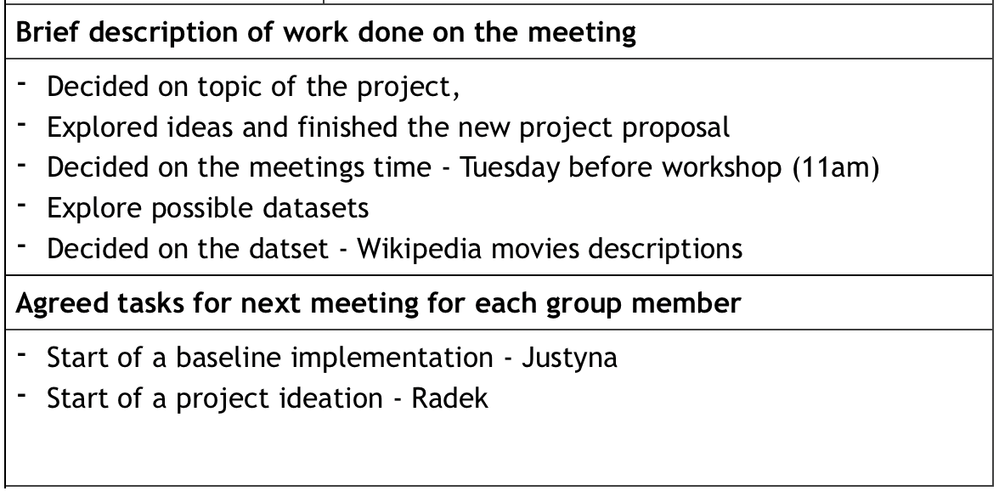 Brief description of work done on the meeting
- Decided on topic of the project,
- Explored ideas and finished the new project proposal
- Decided on the meetings time - Tuesday before workshop (11am)
- Explore possible datasets
- Decided on the datset - Wikipedia movies descriptions
Agreed tasks for next meeting for each group member
- Start of a baseline implementation - Justyna
- Start of a project ideation - Radek